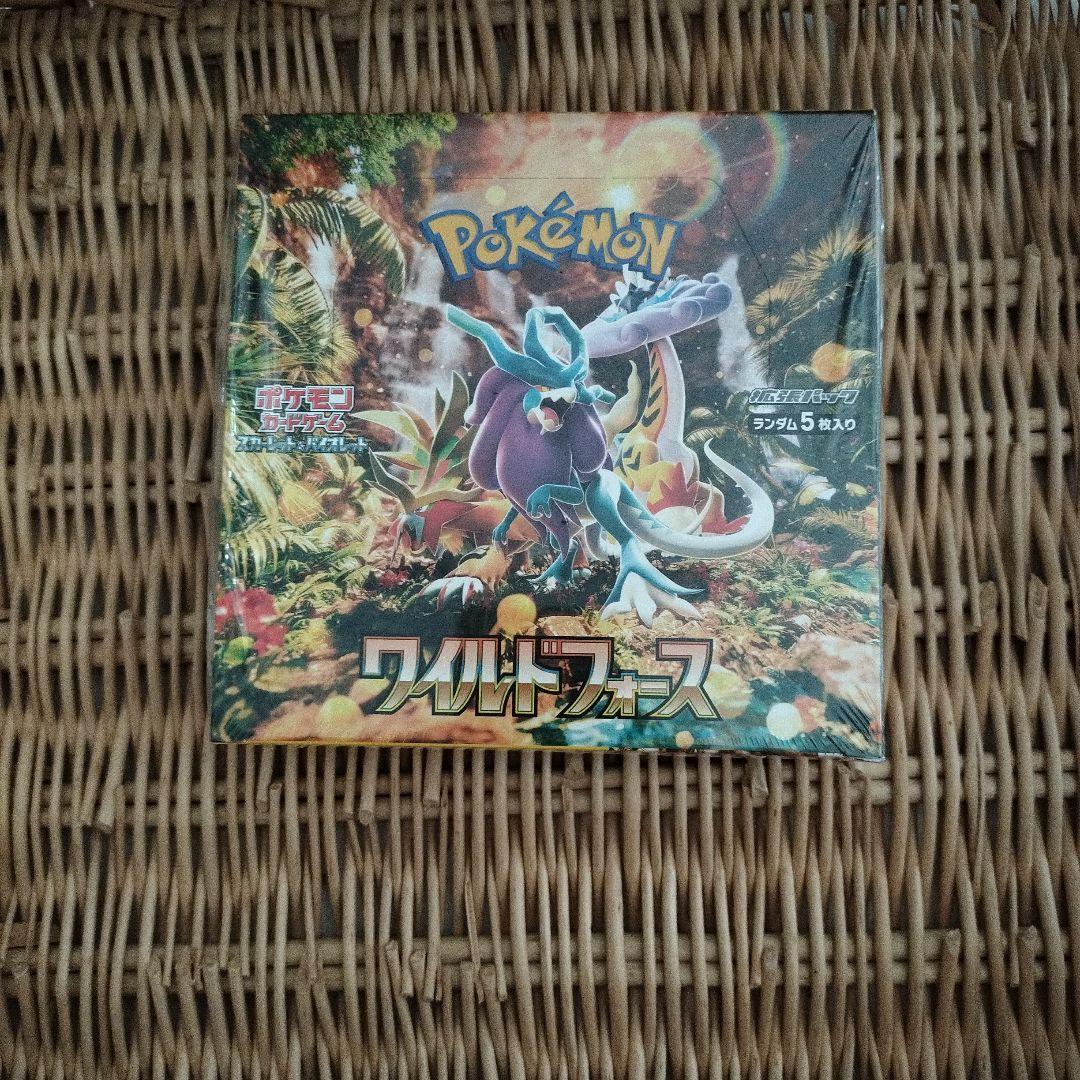 Pokémon
ポケモン
カードゲーム
スカーレット&バイオレット
拡張パック
ランダム5枚入り
ワイルドフォース